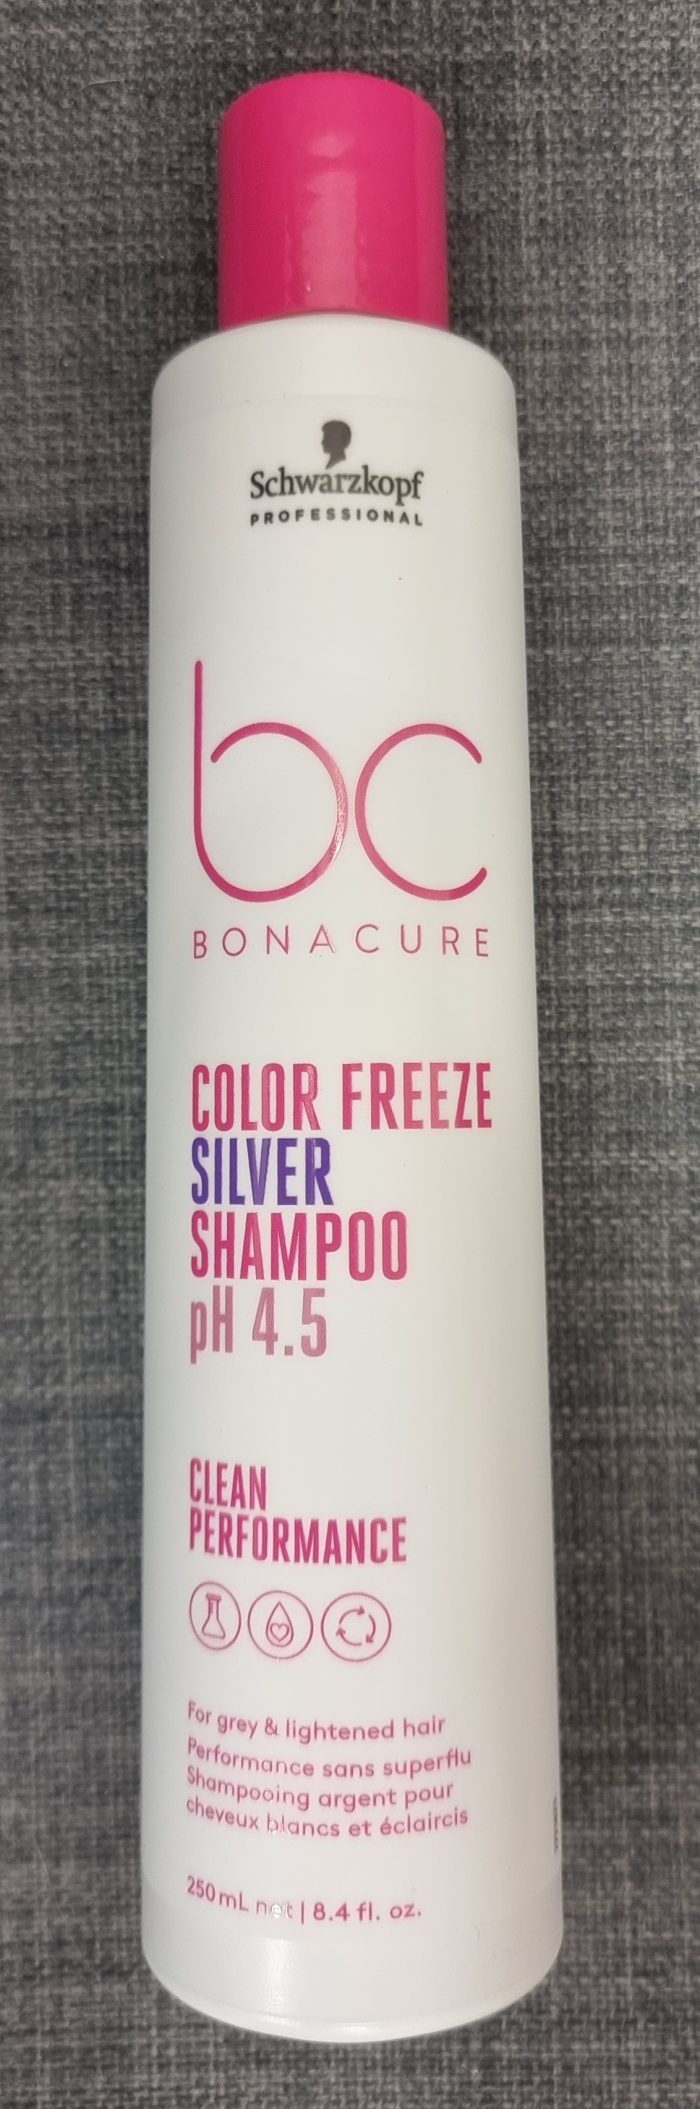 Schwarzkopf
PROFESSIONAL
bc
BONACURE
COLOR FREEZE
SILVER
SHAMPOO
pH 4.5
CLEAN
PERFORMANCE
For grey & lightened hair
Performance sans superflu
Shampooing argent pour
cheveux blancs et éclaircis
250 mL net | 8.4 fl. oz.